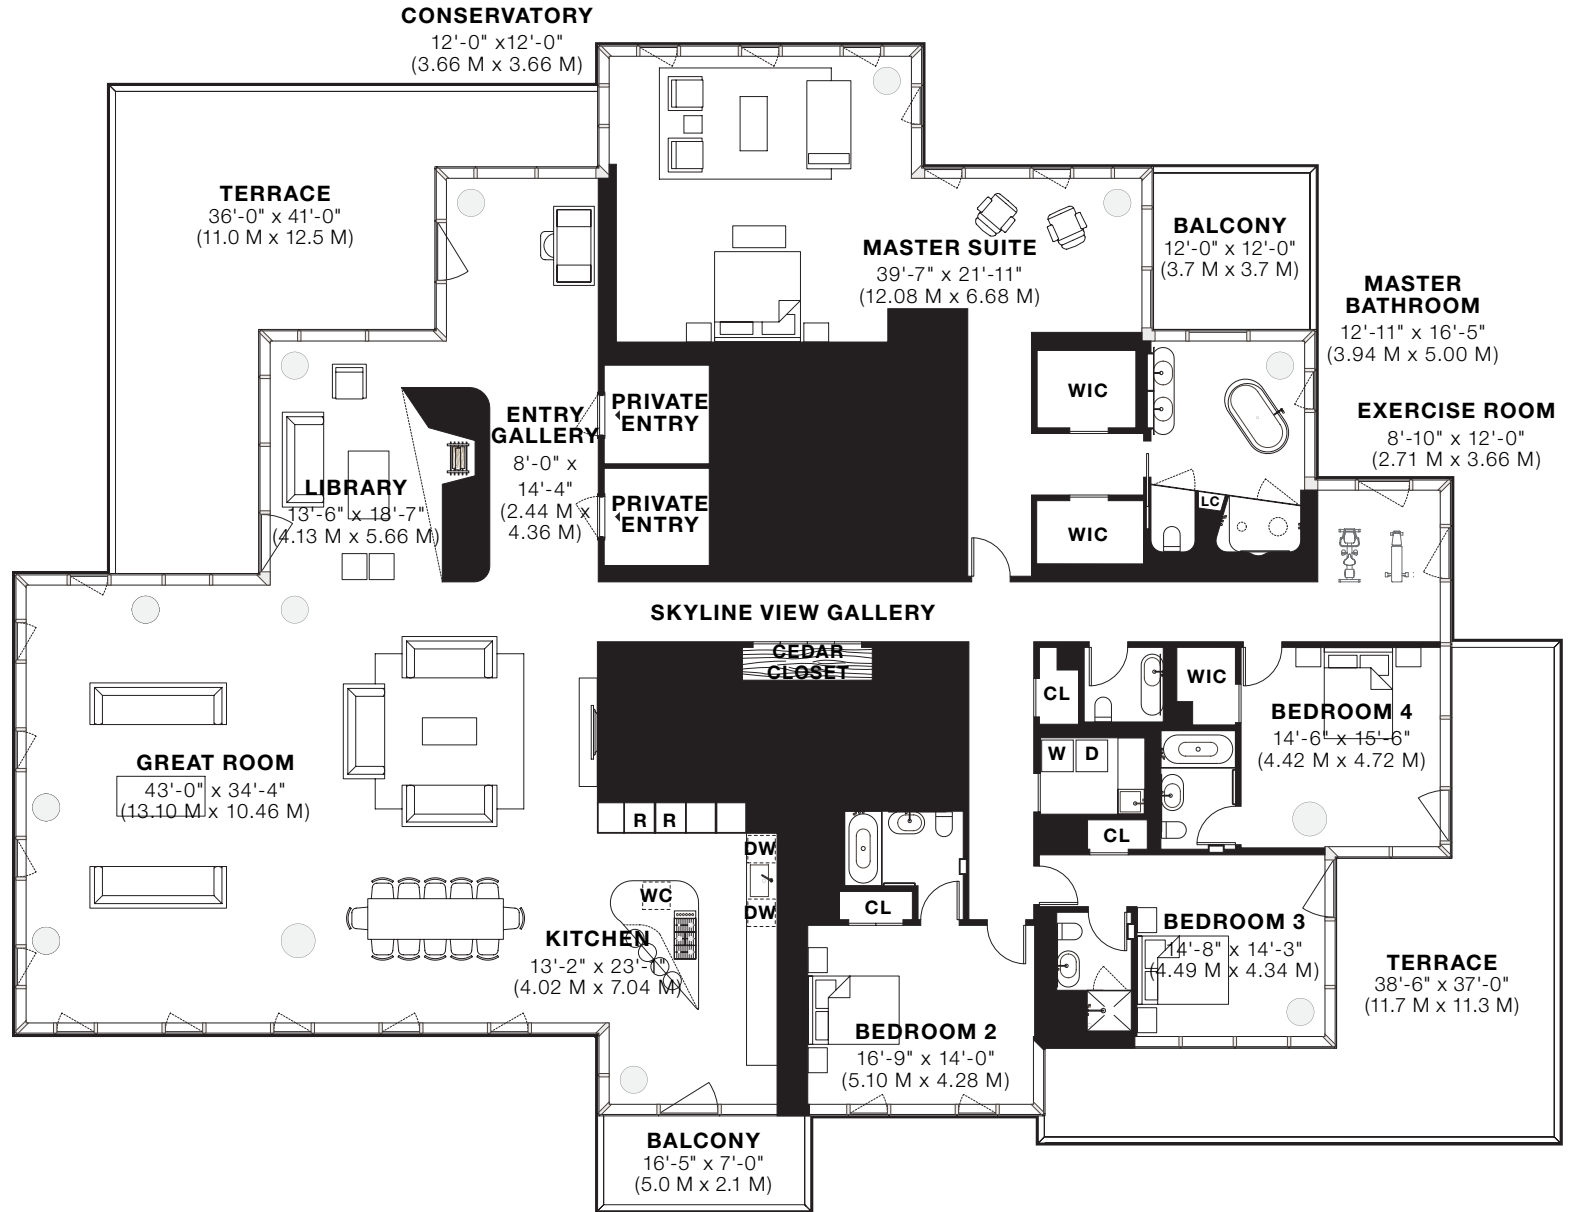 CONSERVATORY
12'-0" x12'-0"
(3.66 M x 3.66 M)
TERRACE
36'-0" x 41'-0"
(11.0 M x 12.5 M)
MASTER SUITE
39'-7" x 21'-11"
(12.08 M x 6.68 M)
BALCONY
12'-0" x 12'-0"
(3.7 M x 3.7 M)
MASTER
BATHROOM
12'-11" x 16'-5"
(3.94 M x 5.00 M)
EXERCISE ROOM
8'-10" x 12'-0"
(2.71 M x 3.66 M)
WIC
PRIVATE
ENTRY
ENTRY
GALLERY
8'-0" x
14'-4"
(2.44 M x
4.36 M)
LIBRARY
13'-6" x 18'-7"
(4.13 M x 5.66 M)
PRIVATE
ENTRY
LC
WIC
SKYLINE VIEW GALLERY
CEDAR
CLOSET
CL
WIC
BEDROOM 4
14'-6" x 15'-6"
(4.42 M x 4.72 M)
W
D
GREAT ROOM
43'-0" x 34'-4"
(13.10 M x 10.46 M)
R
R
DW
CL
WC
DW
CL
KITCHEN
13'-2" x 23'-1"
(4.02 M x 7.04 M)
BEDROOM 3
14'-8" x 14'-3"
(4.49 M x 4.34 M)
TERRACE
38'-6" x 37'-0"
(11.7 M x 11.3 M)
BEDROOM 2
16'-9" x 14'-0"
(5.10 M x 4.28 M)
BALCONY
16'-5" x 7'-0"
(5.0 M x 2.1 M)